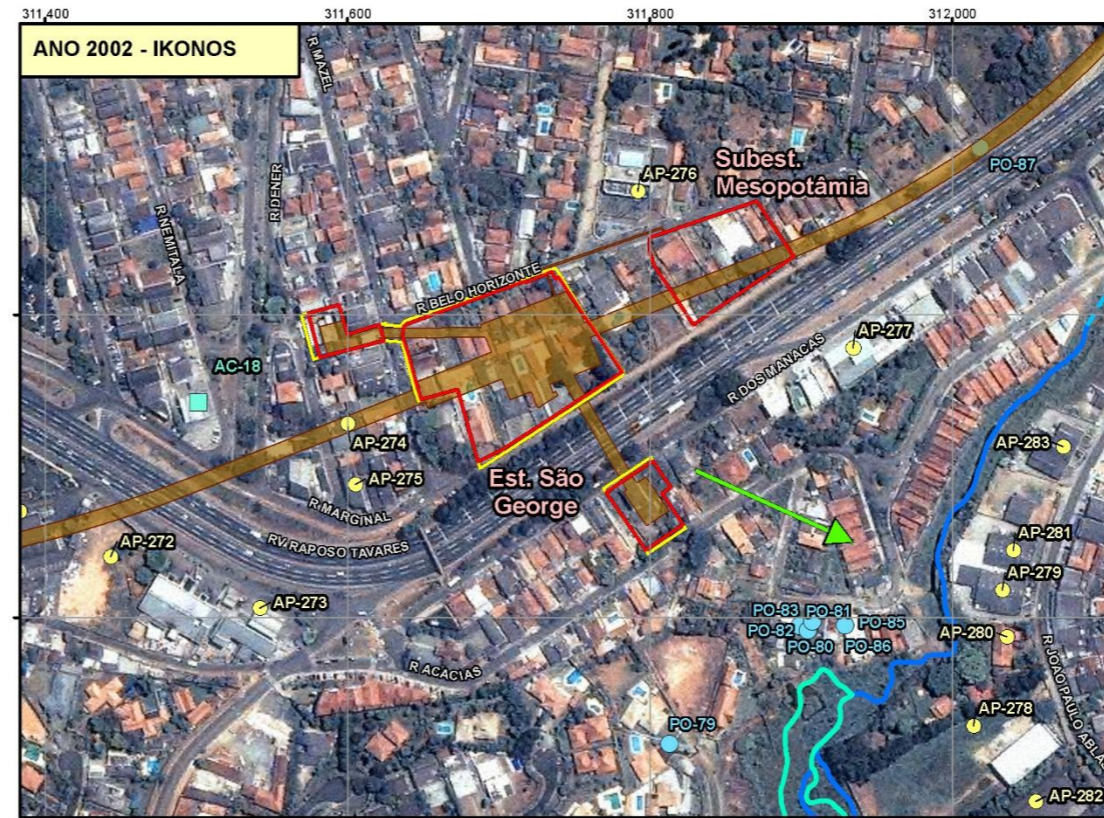 311,400 311,600 311,800 312,000
ANO 2002 - IKONOS
R MAZEL
R DENER
R NEMITALA
AP-276
Subest.
Mesopotâmia
PO-87
R BELO HORIZONTE
AC-18
AP-274
AP-275
R DOS MANACAS
AP-277
AP-283
Est. São
George
R MARGINAL
RV RAPOSO TAVARES
AP-272
AP-273
AP-281
AP-279
PO-83 PO-81
PO-85
PO-82
PO-80 PO-86
AP-280
R ACACIAS
R JOAO PAULO ABLAS
PO-79
AP-278
AP-282